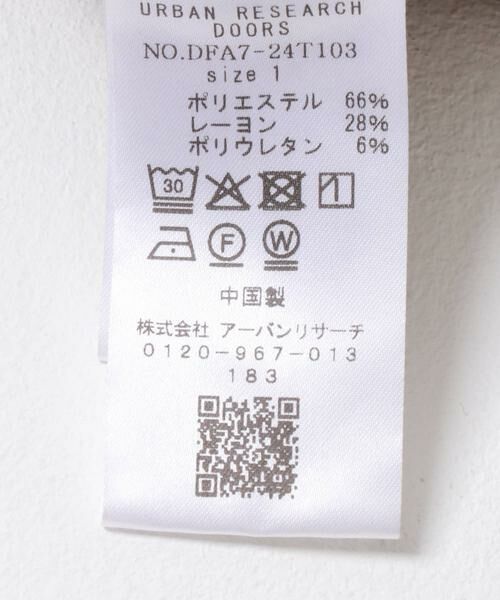 URBAN RESEARCH
DOORS
NO.DFA7-24T103
size 1
ポリエステル 66%
レーヨン 28%
ポリウレタン 6%
30
F W
中国製
株式会社 アーバンリサーチ
0120-967-013
183